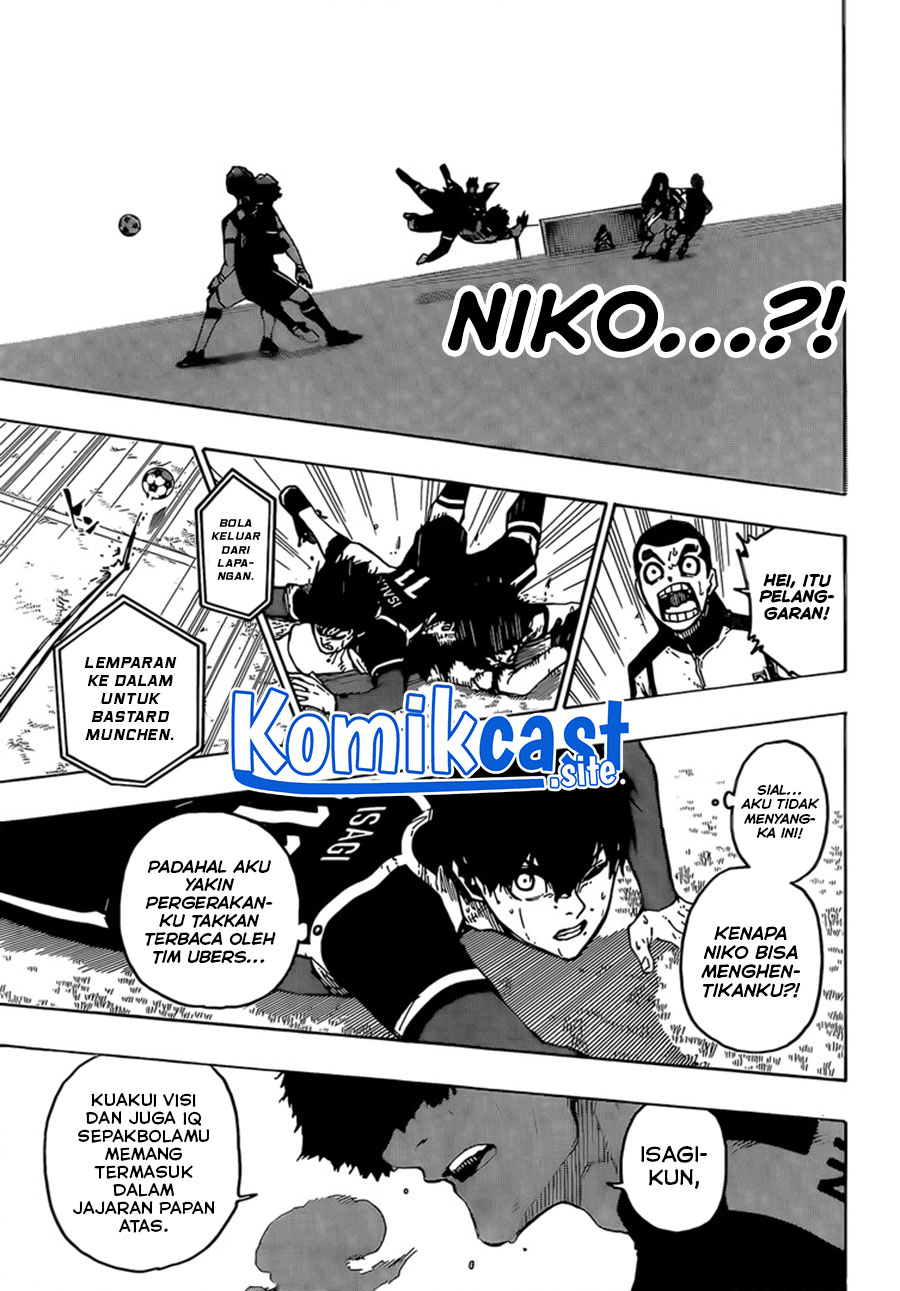 NIKO...?!
HEI, ITU
PELANG-
GARAN!
ISAGI
11
BOLA
KELUAR
DARI
LAPA-
NGAN.
LEMPARAN
KE DALAM
UNTUK
BASTARD
MUNCHEN.
Komikcast
.site
SIAL...
AKU TIDAK
MENYANG-
KA INI!
KENAPA
NIKO BISA
MENGHEN-
TIKANKU?!
ISAGI
PADAHAL AKU
YAKIN
PERGERAKAN-
KU TAKKAN
TERBACA OLEH
TIM UBERS...
ISAGI-
KUN,
KUAKUI VISI
DAN JUGA IQ
SEPAKBOLAMU
MEMANG
TERMASUK
DALAM
JAJARAN PAPAN
ATAS.